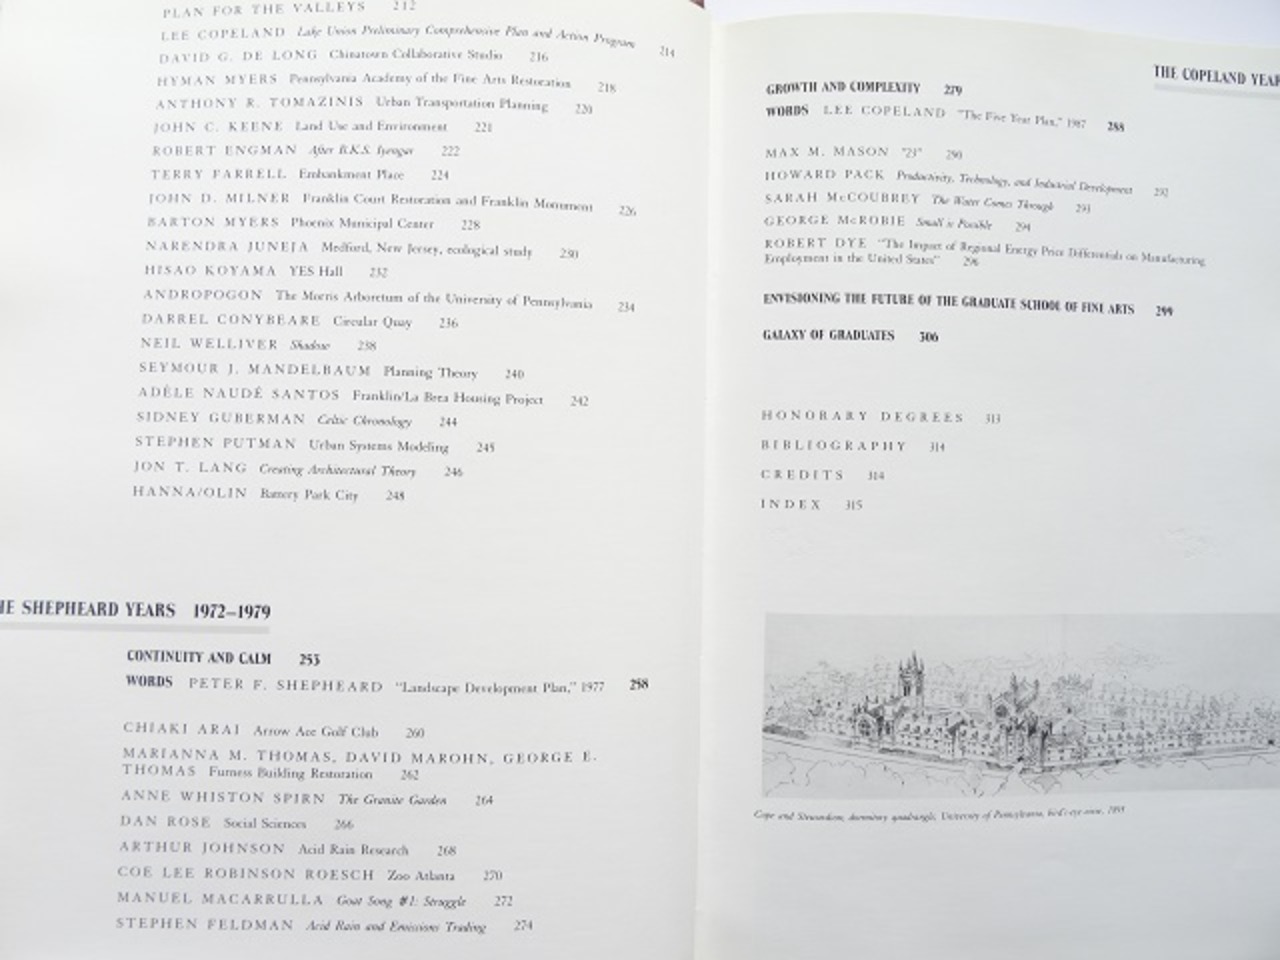 PLAN FOR THE VALLEYS 212
LEE COPELAND Lake Union Preliminary Comprehensive Plan and Action Program 214
DAVID G. DE LONG Chinatown Collaborative Studio 216
HYMAN MYERS Pennsylvania Academy of the Fine Arts Restoration 218
ANTHONY R. TOMAZINIS Urban Transportation Planning 220
JOHN C. KEENE Land Use and Environment 221
ROBERT ENGMAN After B.K.S. Iyengar 222
TERRY FARRELL Embankment Place 224
JOHN D. MILNER Franklin Court Restoration and Franklin Monument 226
BARTON MYERS Phoenix Municipal Center 228
NARENDRA JUNEJA Medford, New Jersey, ecological study 230
HISAO KOYAMA YES Hall 232
ANDROPOGON The Morris Arboretum of the University of Pennsylvania 234
DARREL CONYBEARE Circular Quay 236
NEIL WELLIVER Shadow 238
SEYMOUR J. MANDELBAUM Planning Theory 240
ADÈLE NAUDÉ SANTOS Franklin/La Brea Housing Project 242
SIDNEY GUBERMAN Celtic Chronology 244
STEPHEN PUTMAN Urban Systems Modeling 245
JON T. LANG Creating Architectural Theory 246
HANNA/OLIN Battery Park City 248
HE SHEPHEARD YEARS 1972–1979
CONTINUITY AND CALM 253
WORDS PETER F. SHEPHEARD "Landscape Development Plan," 1977 258
CHIAKI ARAI Arrow Ace Golf Club 260
MARIANNA M. THOMAS, DAVID MAROHN, GEORGE E.
THOMAS Furness Building Restoration 262
ANNE WHISTON SPIRN The Granite Garden 264
DAN ROSE Social Sciences 266
ARTHUR JOHNSON Acid Rain Research 268
COE LEE ROBINSON ROESCH Zoo Atlanta 270
MANUEL MACARRULLA Goat Song #1: Struggle 272
STEPHEN FELDMAN Acid Rain and Emissions Trading 274
THE COPELAND YEAR
GROWTH AND COMPLEXITY 279
WORDS LEE COPELAND "The Five Year Plan," 1987 288
MAX M. MASON "23" 290
HOWARD PACK Productivity, Technology, and Industrial Development 292
SARAH McCOUBREY The Water Comes Through 293
GEORGE McROBIE Small is Possible 294
ROBERT DYE "The Impact of Regional Energy Price Differentials on Manufacturing
Employment in the United States" 296
ENVISIONING THE FUTURE OF THE GRADUATE SCHOOL OF FINE ARTS 299
GALAXY OF GRADUATES 306
HONORARY DEGREES 313
BIBLIOGRAPHY 314
CREDITS 314
INDEX 315
Cope and Stewardson, dormitory quadrangle, University of Pennsylvania, bird's-eye view, 1895